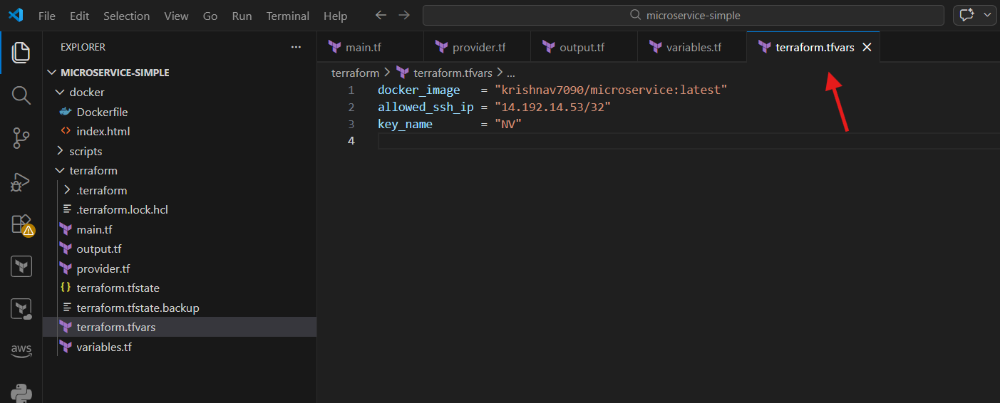 File Edit Selection View Go Run Terminal Help
microservice-simple
EXPLORER ...
main.tf provider.tf output.tf variables.tf terraform.tfvars
MICROSERVICE-SIMPLE
docker
Dockerfile
index.html
scripts
terraform
.terraform
.terraform.lock.hcl
main.tf
output.tf
provider.tf
terraform.tfstate
terraform.tfstate.backup
terraform.tfvars
variables.tf
aws
terraform > terraform.tfvars > ...
1 docker_image = "krishnav7090/microservice:latest"
2 allowed_ssh_ip = "14.192.14.53/32"
3 key_name = "NV"
4